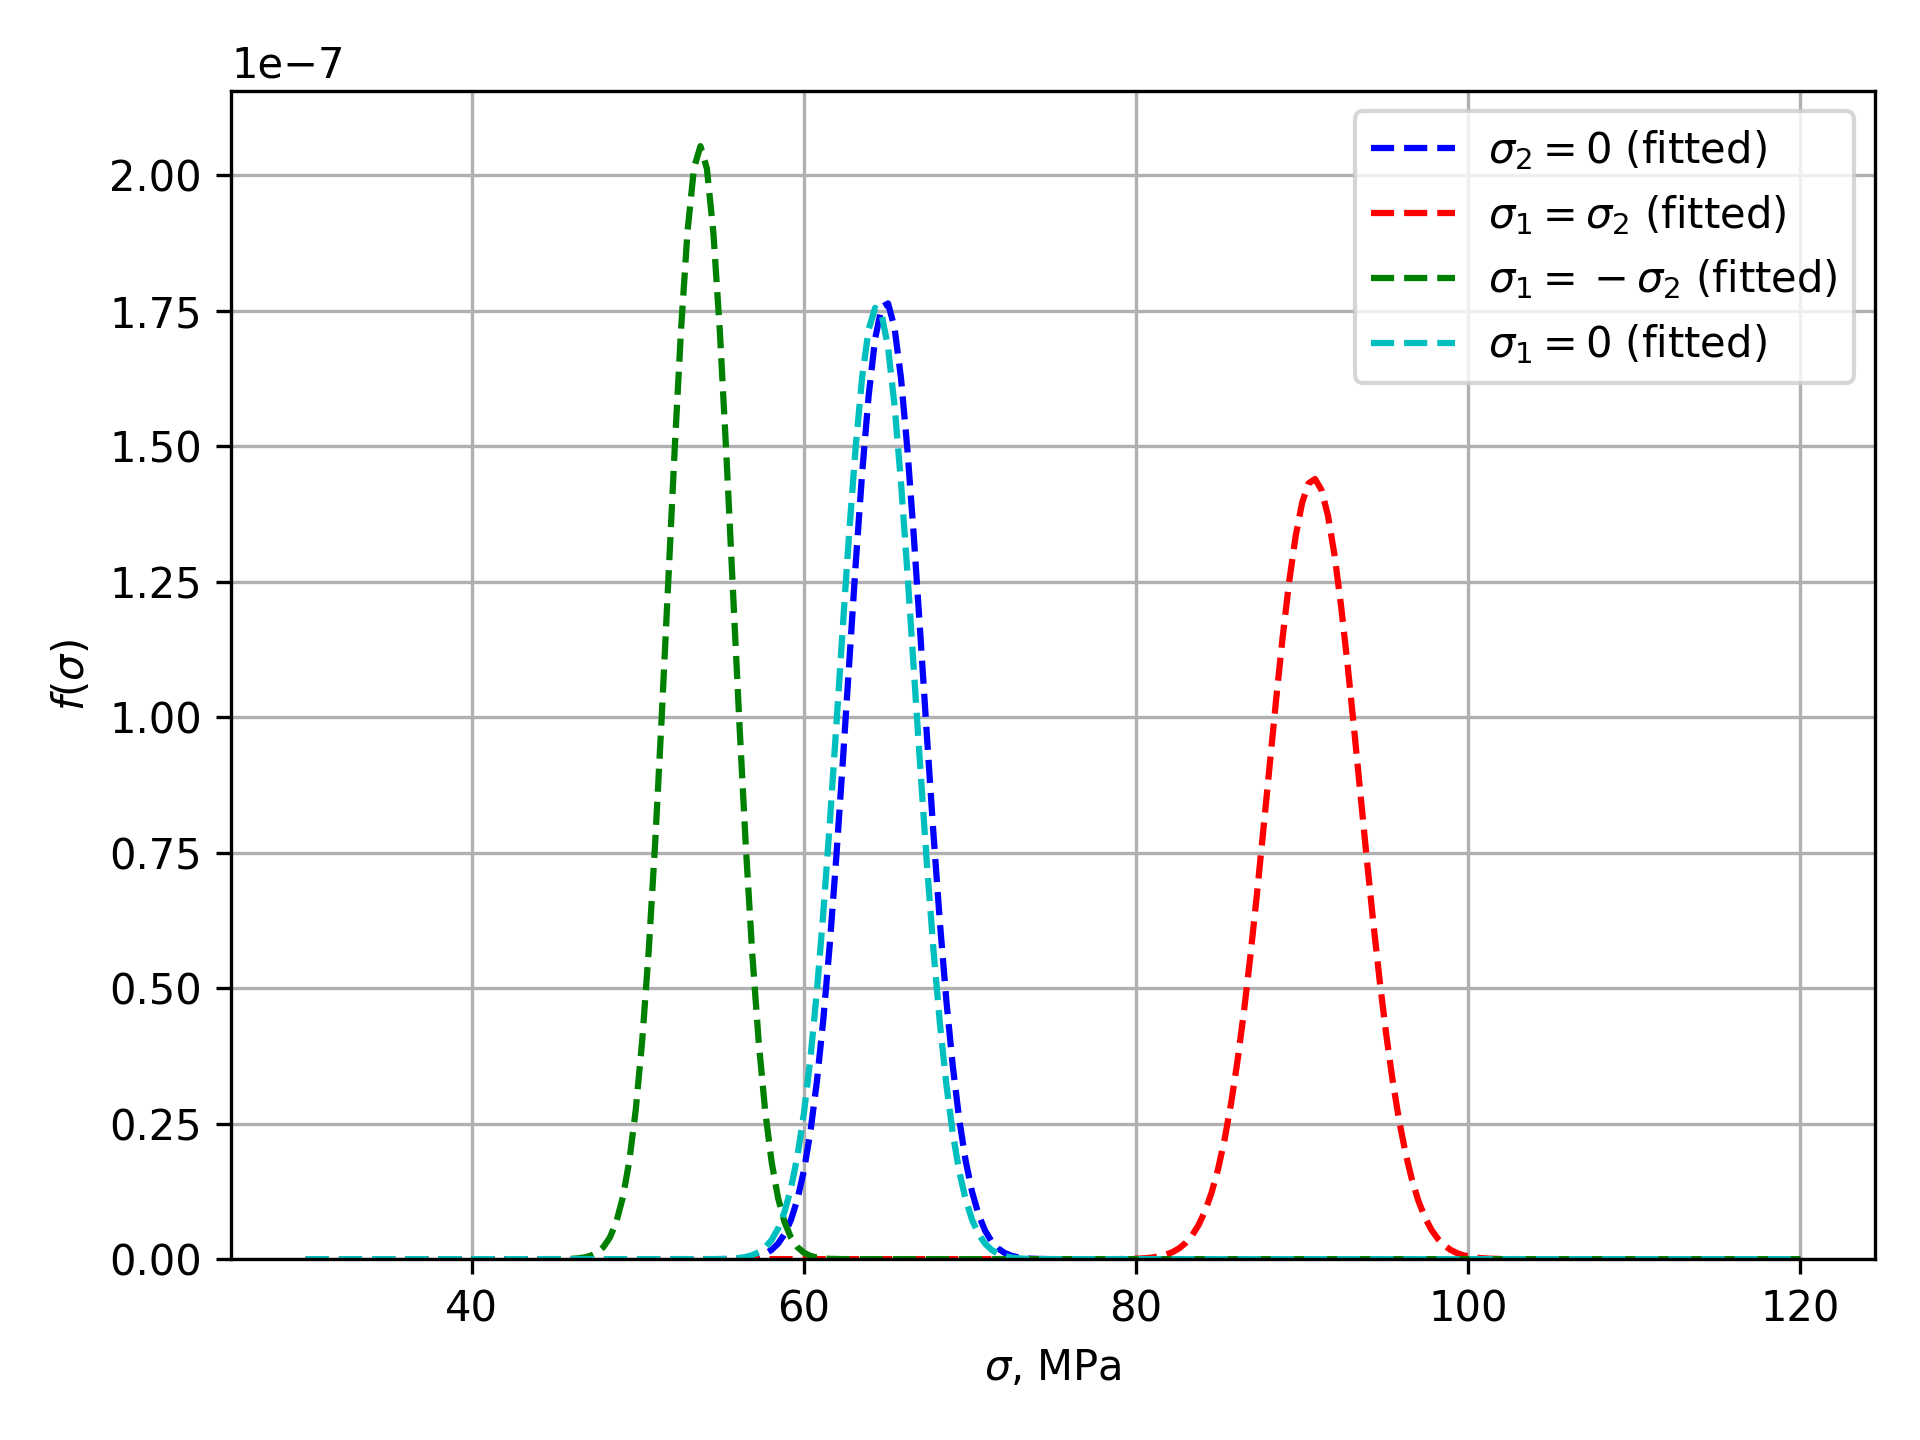 1e−7
2.00
1.75
1.50
1.25
1.00
0.75
0.50
0.25
0.00
f(σ)
40 60 80 100 120
σ, MPa
σ₂ = 0 (fitted)
σ₁ = σ₂ (fitted)
σ₁ = − σ₂ (fitted)
σ₁ = 0 (fitted)